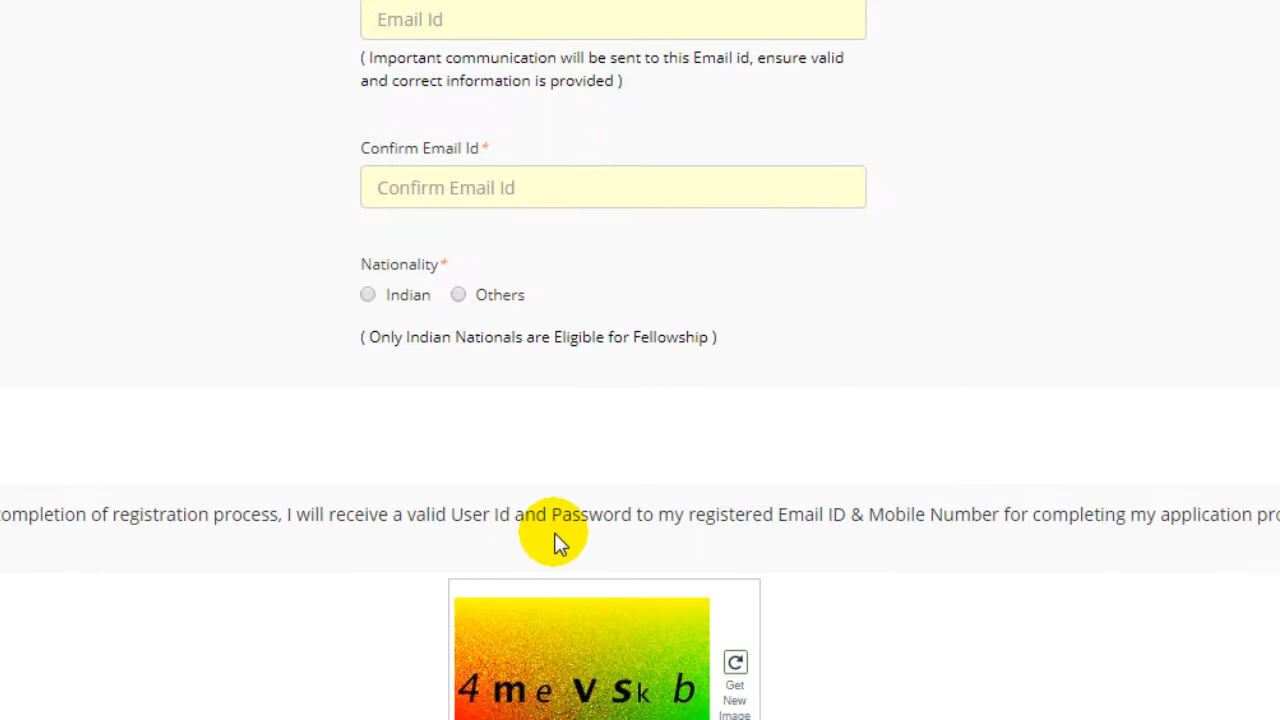 Email Id
( Important communication will be sent to this Email id, ensure valid
and correct information is provided )
Confirm Email Id*
Confirm Email Id
Nationality*
Indian Others
( Only Indian Nationals are Eligible for Fellowship )
completion of registration process, I will receive a valid User Id and Password to my registered Email ID & Mobile Number for completing my application
4 m e v s k b
Get
New
Image